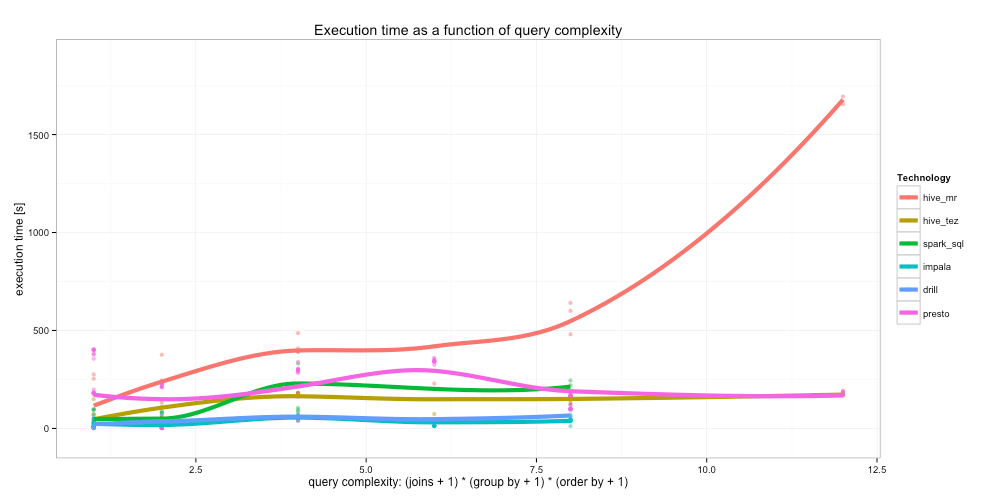 Execution time as a function of query complexity
execution time [s]
1500
1000
500
0
2.5
5.0
7.5
10.0
12.5
query complexity: (joins + 1) * (group by + 1) * (order by + 1)
Technology
hive_mr
hive_tez
spark_sql
impala
drill
presto